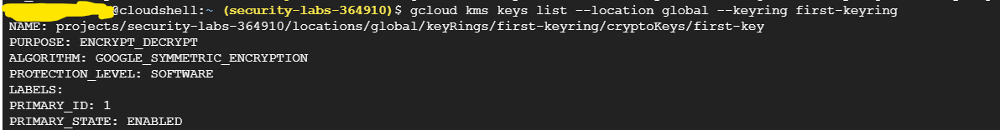 @cloudshell:~ (security-labs-364910)$ gcloud kms keys list --location global --keyring first-keyring
NAME: projects/security-labs-364910/locations/global/keyRings/first-keyring/cryptoKeys/first-key
PURPOSE: ENCRYPT_DECRYPT
ALGORITHM: GOOGLE_SYMMETRIC_ENCRYPTION
PROTECTION_LEVEL: SOFTWARE
LABELS:
PRIMARY_ID: 1
PRIMARY_STATE: ENABLED